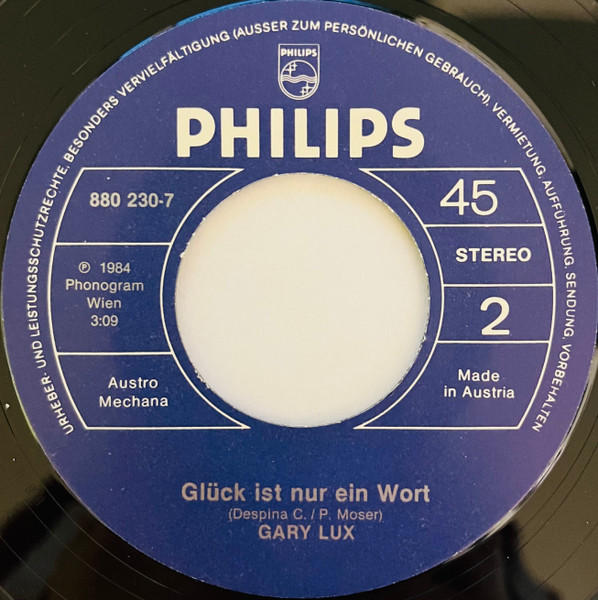 URHEBER- UND LEISTUNGSSCHUTZRECHTE, BESONDERS VERVIELFÄLTIGUNG (AUSSER ZUM PERSÖNLICHEN GEBRAUCH), VERMIETUNG, AUFFÜHRUNG, SENDUNG, VORBEHALTEN
PHILIPS
PHILIPS
880 230-7
45
STEREO
℗ 1984
Phonogram
Wien
3:09
2
Austro
Mechana
Made
in Austria
Glück ist nur ein Wort
(Despina C. / P. Moser)
GARY LUX